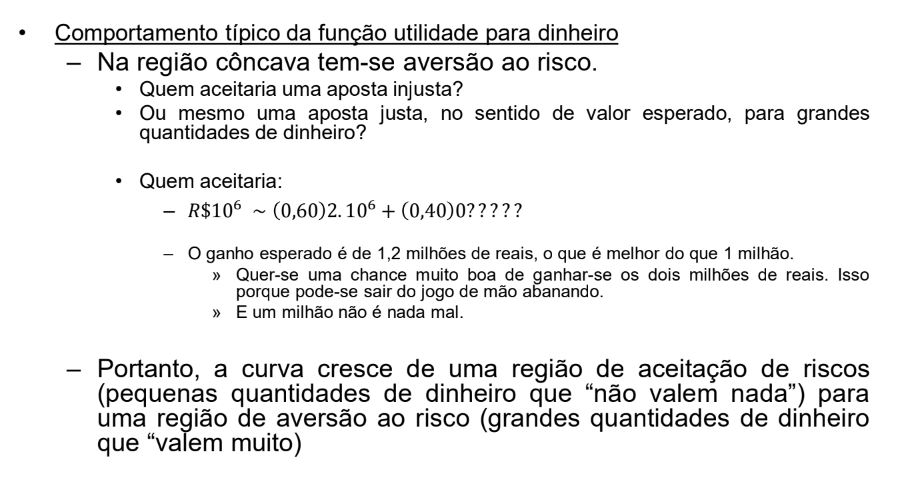 • Comportamento típico da função utilidade para dinheiro
– Na região côncava tem-se aversão ao risco.
• Quem aceitaria uma aposta injusta?
• Ou mesmo uma aposta justa, no sentido de valor esperado, para grandes
quantidades de dinheiro?
• Quem aceitaria:
– R$10⁶ ~ (0,60)2.10⁶ + (0,40)0?????
– O ganho esperado é de 1,2 milhões de reais, o que é melhor do que 1 milhão.
» Quer-se uma chance muito boa de ganhar-se os dois milhões de reais. Isso
porque pode-se sair do jogo de mão abanando.
» E um milhão não é nada mal.
– Portanto, a curva cresce de uma região de aceitação de riscos
(pequenas quantidades de dinheiro que “não valem nada”) para
uma região de aversão ao risco (grandes quantidades de dinheiro
que “valem muito)